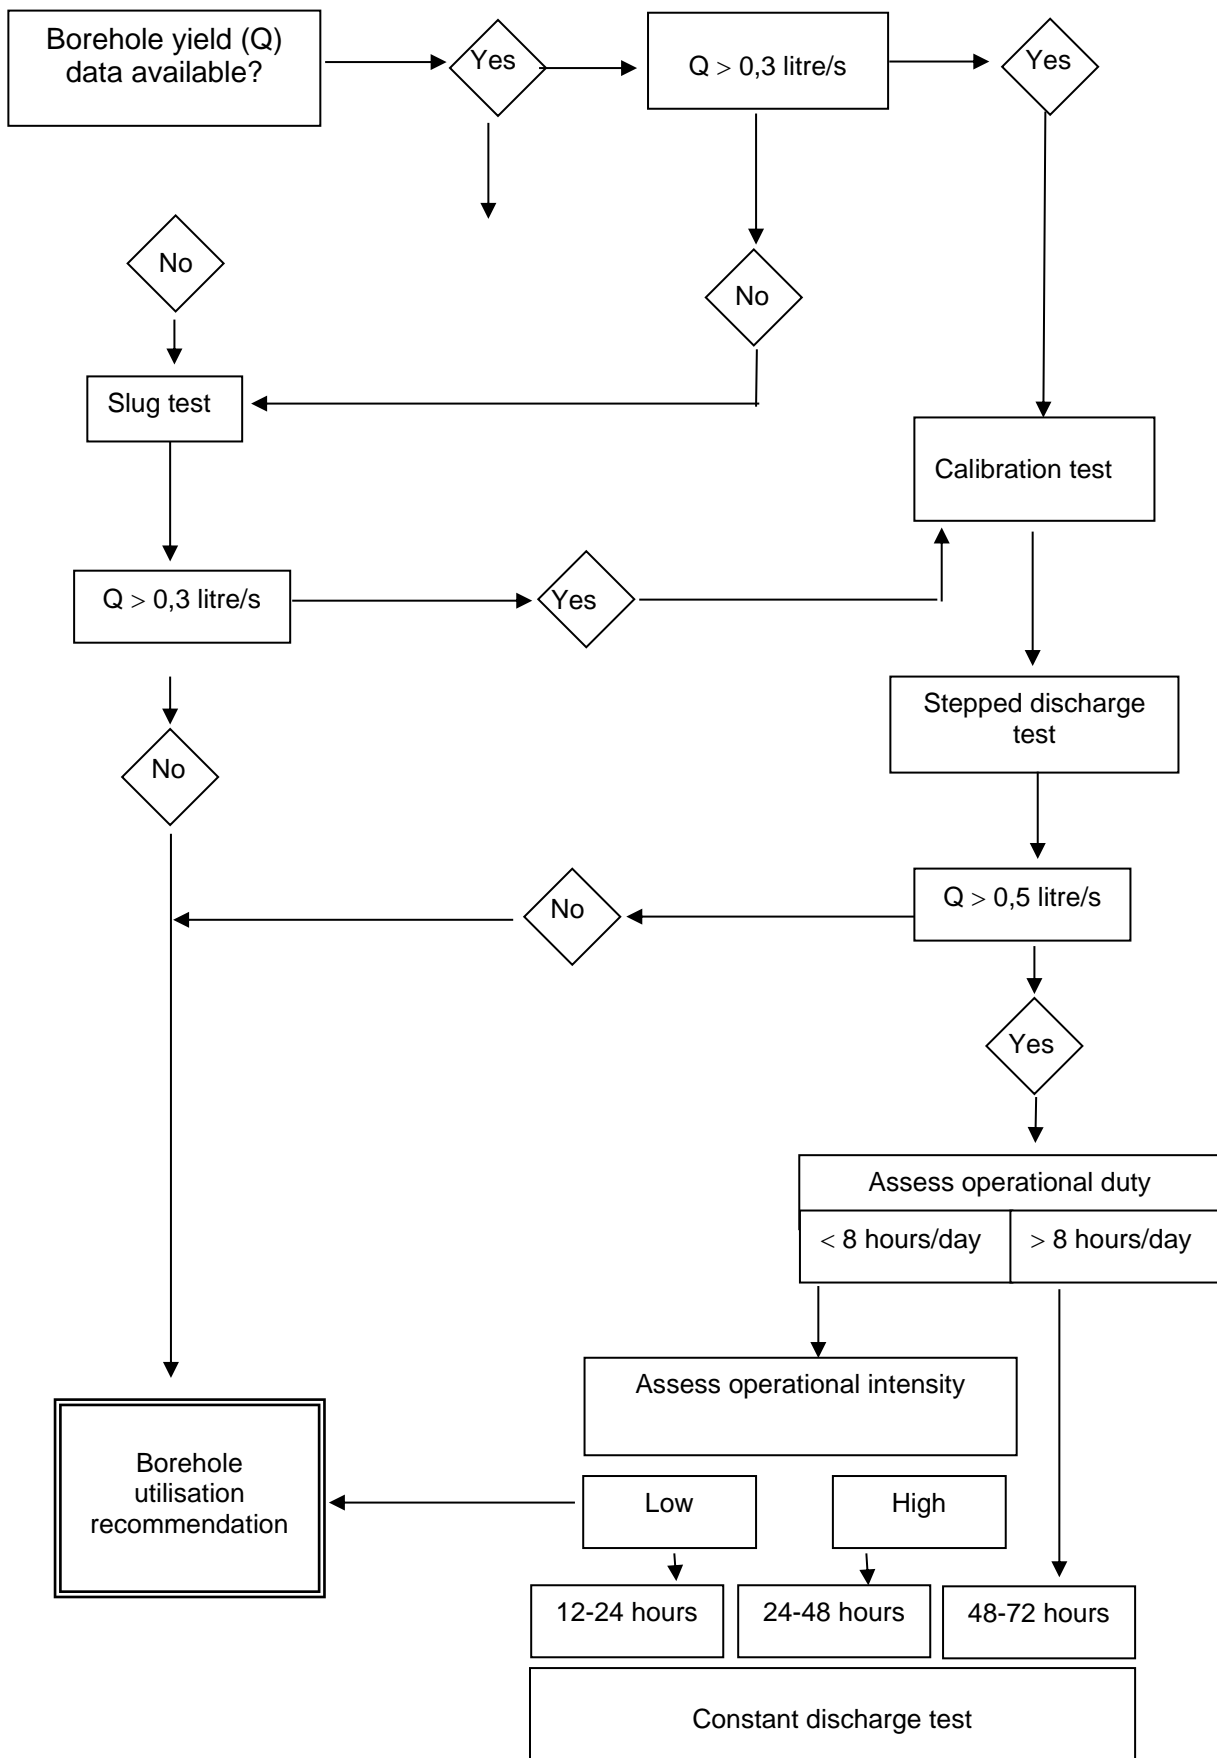 Borehole yield (Q)
data available?
Yes
Q > 0,3 litre/s
Yes
No
No
Slug test
Calibration test
Q > 0,3 litre/s
Yes
Stepped discharge
test
No
Q > 0,5 litre/s
No
Yes
Assess operational duty
< 8 hours/day
> 8 hours/day
Assess operational intensity
Borehole
utilisation
recommendation
Low
High
12-24 hours
24-48 hours
48-72 hours
Constant discharge test